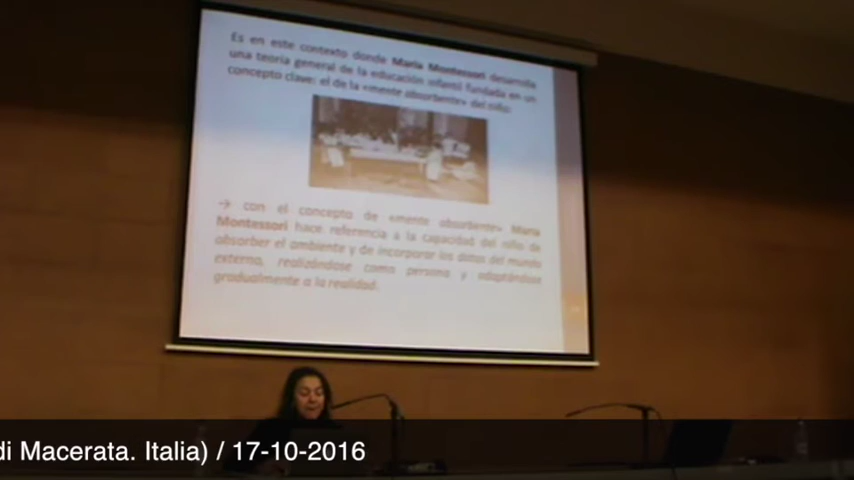 Es en este contexto donde Maria Montessori desarrolla
una teoría general de la educación infantil fundada en un
concepto clave: el de la «mente absorbente» del niño:
→ con el concepto de «mente absorbente» Maria
Montessori hace referencia a la capacidad del niño de
absorber el ambiente y de incorporar los datos del mundo
externo, realizándose como persona y adaptándose
gradualmente a la realidad.
di Macerata. Italia) / 17-10-2016